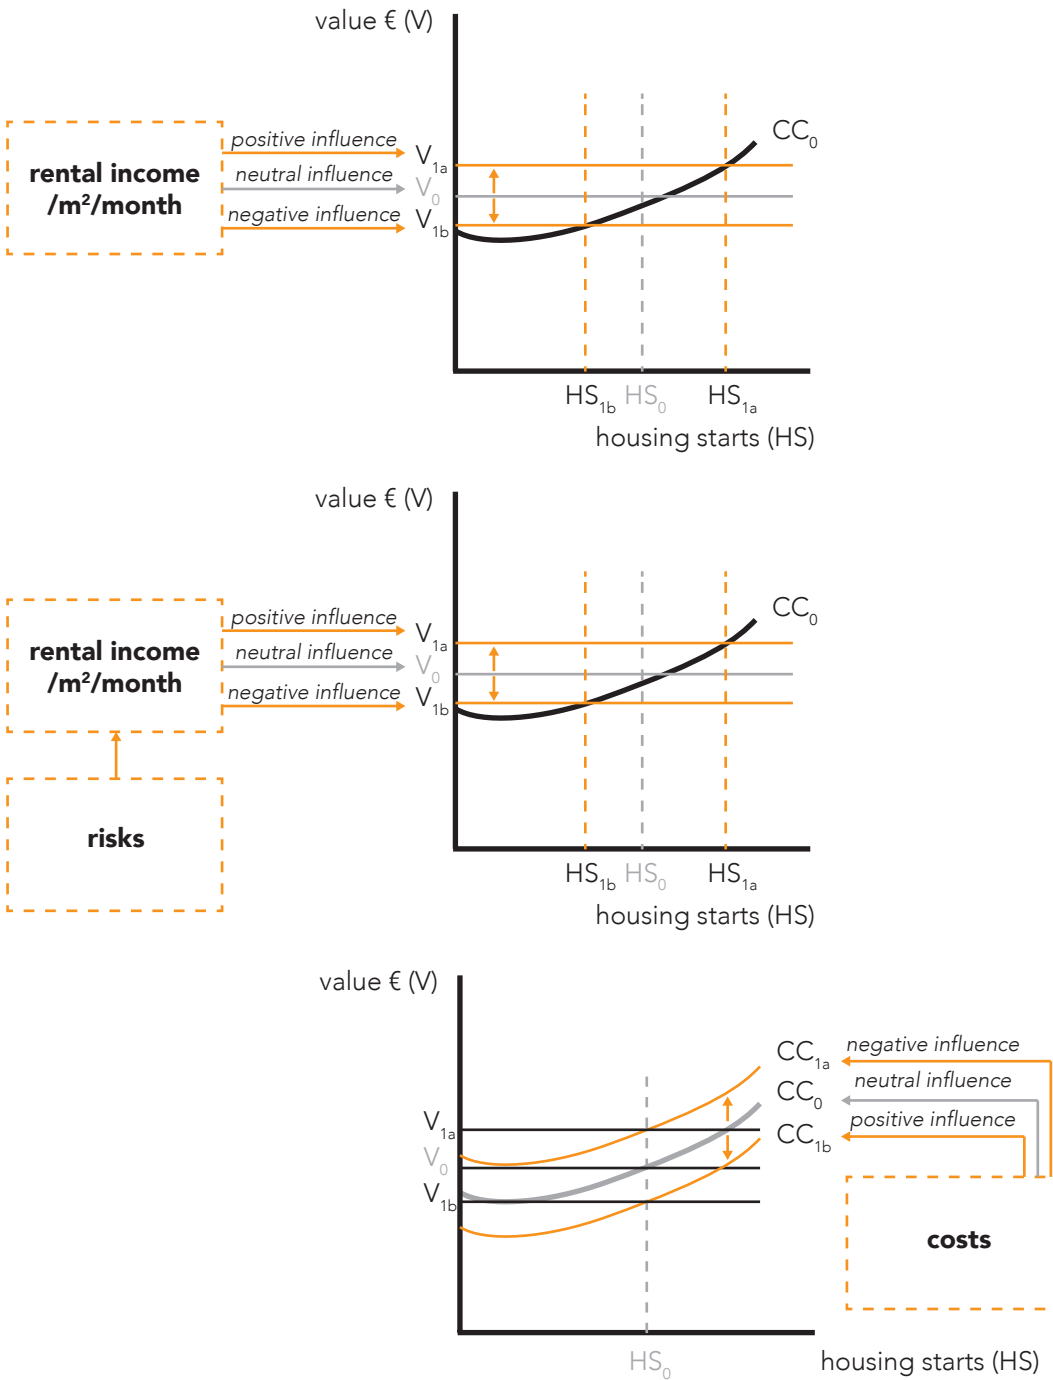 value € (V)
CC₀
positive influence
V₁ₐ
rental income
/m²/month
neutral influence
V₀
negative influence
V₁b
HS₁b HS₀ HS₁ₐ
housing starts (HS)
value € (V)
CC₀
positive influence
V₁ₐ
rental income
/m²/month
neutral influence
V₀
negative influence
V₁b
risks
HS₁b HS₀ HS₁ₐ
housing starts (HS)
value € (V)
CC₁ₐ
negative influence
CC₀
neutral influence
CC₁b
positive influence
V₁ₐ
V₀
V₁b
costs
HS₀
housing starts (HS)